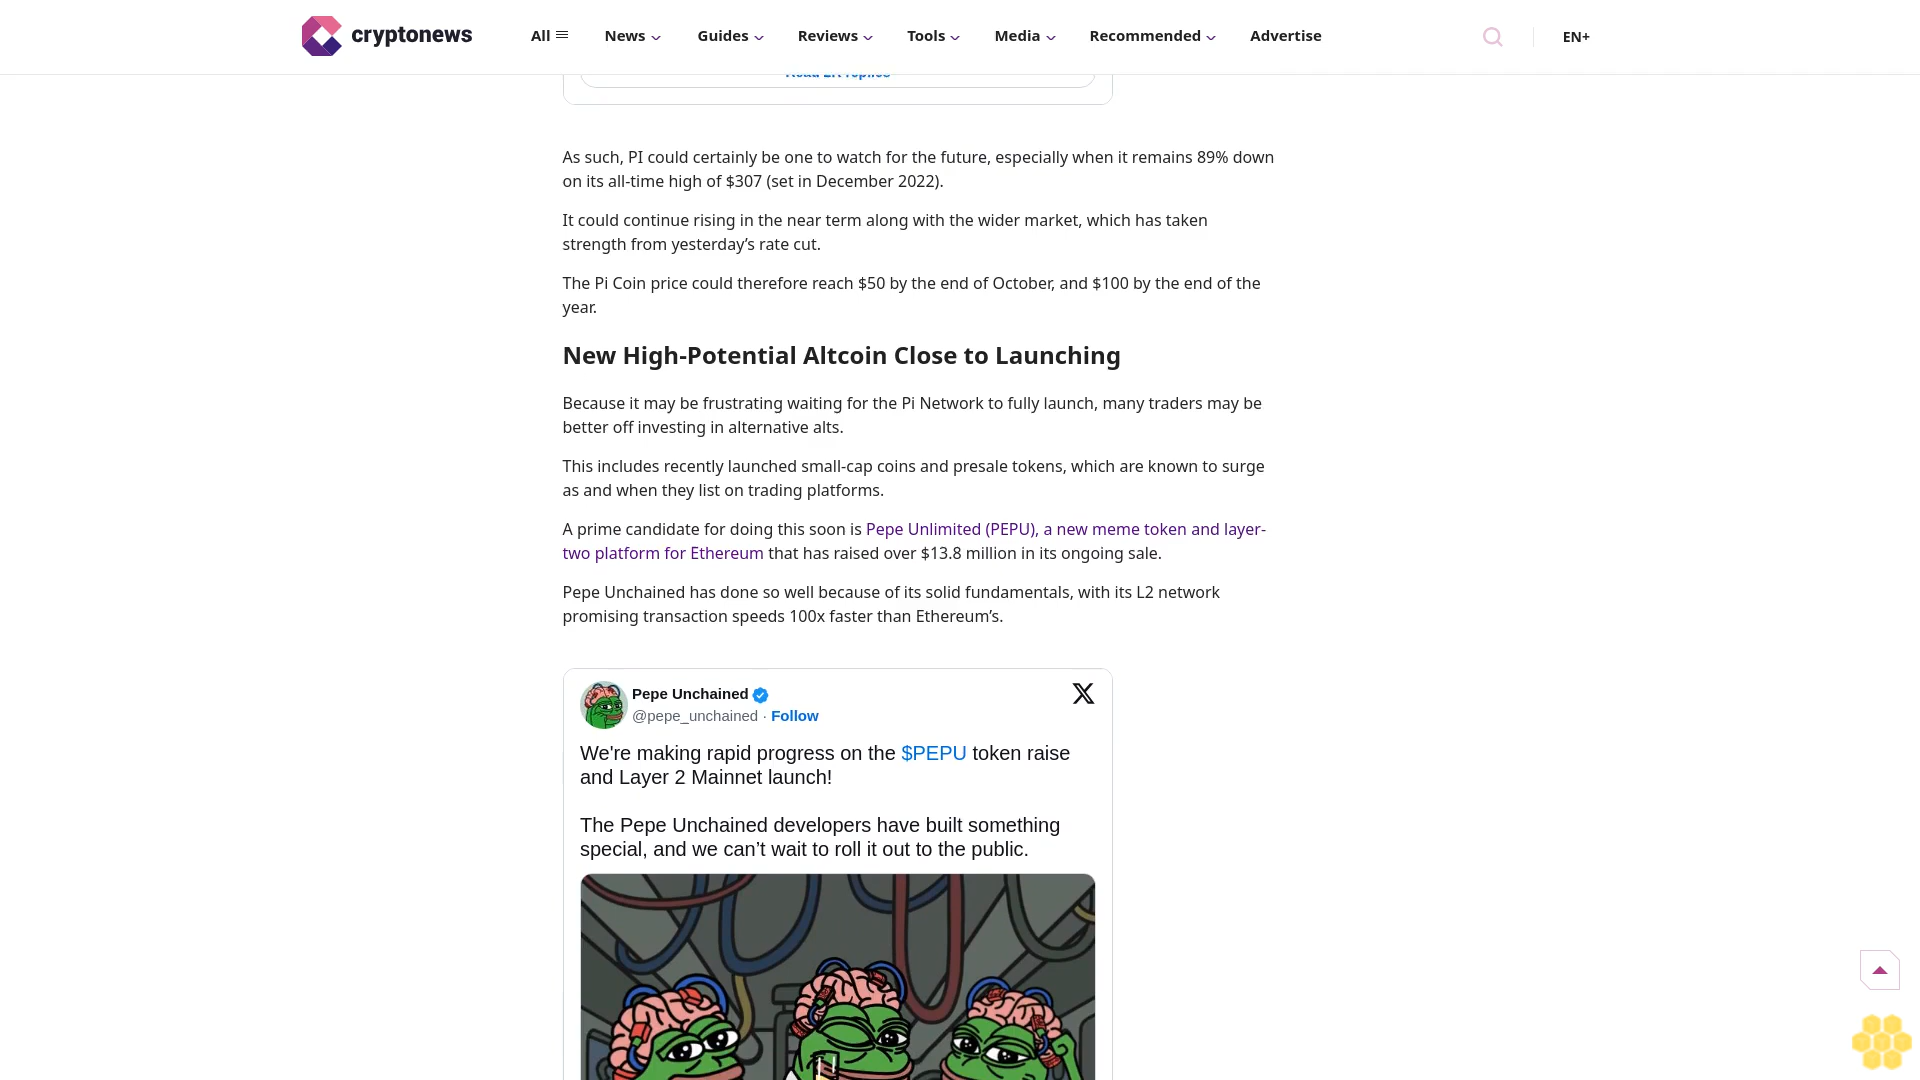 cryptonews
All
News
Guides
Reviews
Tools
Media
Recommended
Advertise
EN+
As such, PI could certainly be one to watch for the future, especially when it remains 89% down
on its all-time high of $307 (set in December 2022).
It could continue rising in the near term along with the wider market, which has taken
strength from yesterday’s rate cut.
The Pi Coin price could therefore reach $50 by the end of October, and $100 by the end of the
year.
New High-Potential Altcoin Close to Launching
Because it may be frustrating waiting for the Pi Network to fully launch, many traders may be
better off investing in alternative alts.
This includes recently launched small-cap coins and presale tokens, which are known to surge
as and when they list on trading platforms.
A prime candidate for doing this soon is Pepe Unlimited (PEPU), a new meme token and layer-
two platform for Ethereum that has raised over $13.8 million in its ongoing sale.
Pepe Unchained has done so well because of its solid fundamentals, with its L2 network
promising transaction speeds 100x faster than Ethereum’s.
Pepe Unchained
@pepe_unchained · Follow
We're making rapid progress on the $PEPU token raise
and Layer 2 Mainnet launch!
The Pepe Unchained developers have built something
special, and we can’t wait to roll it out to the public.